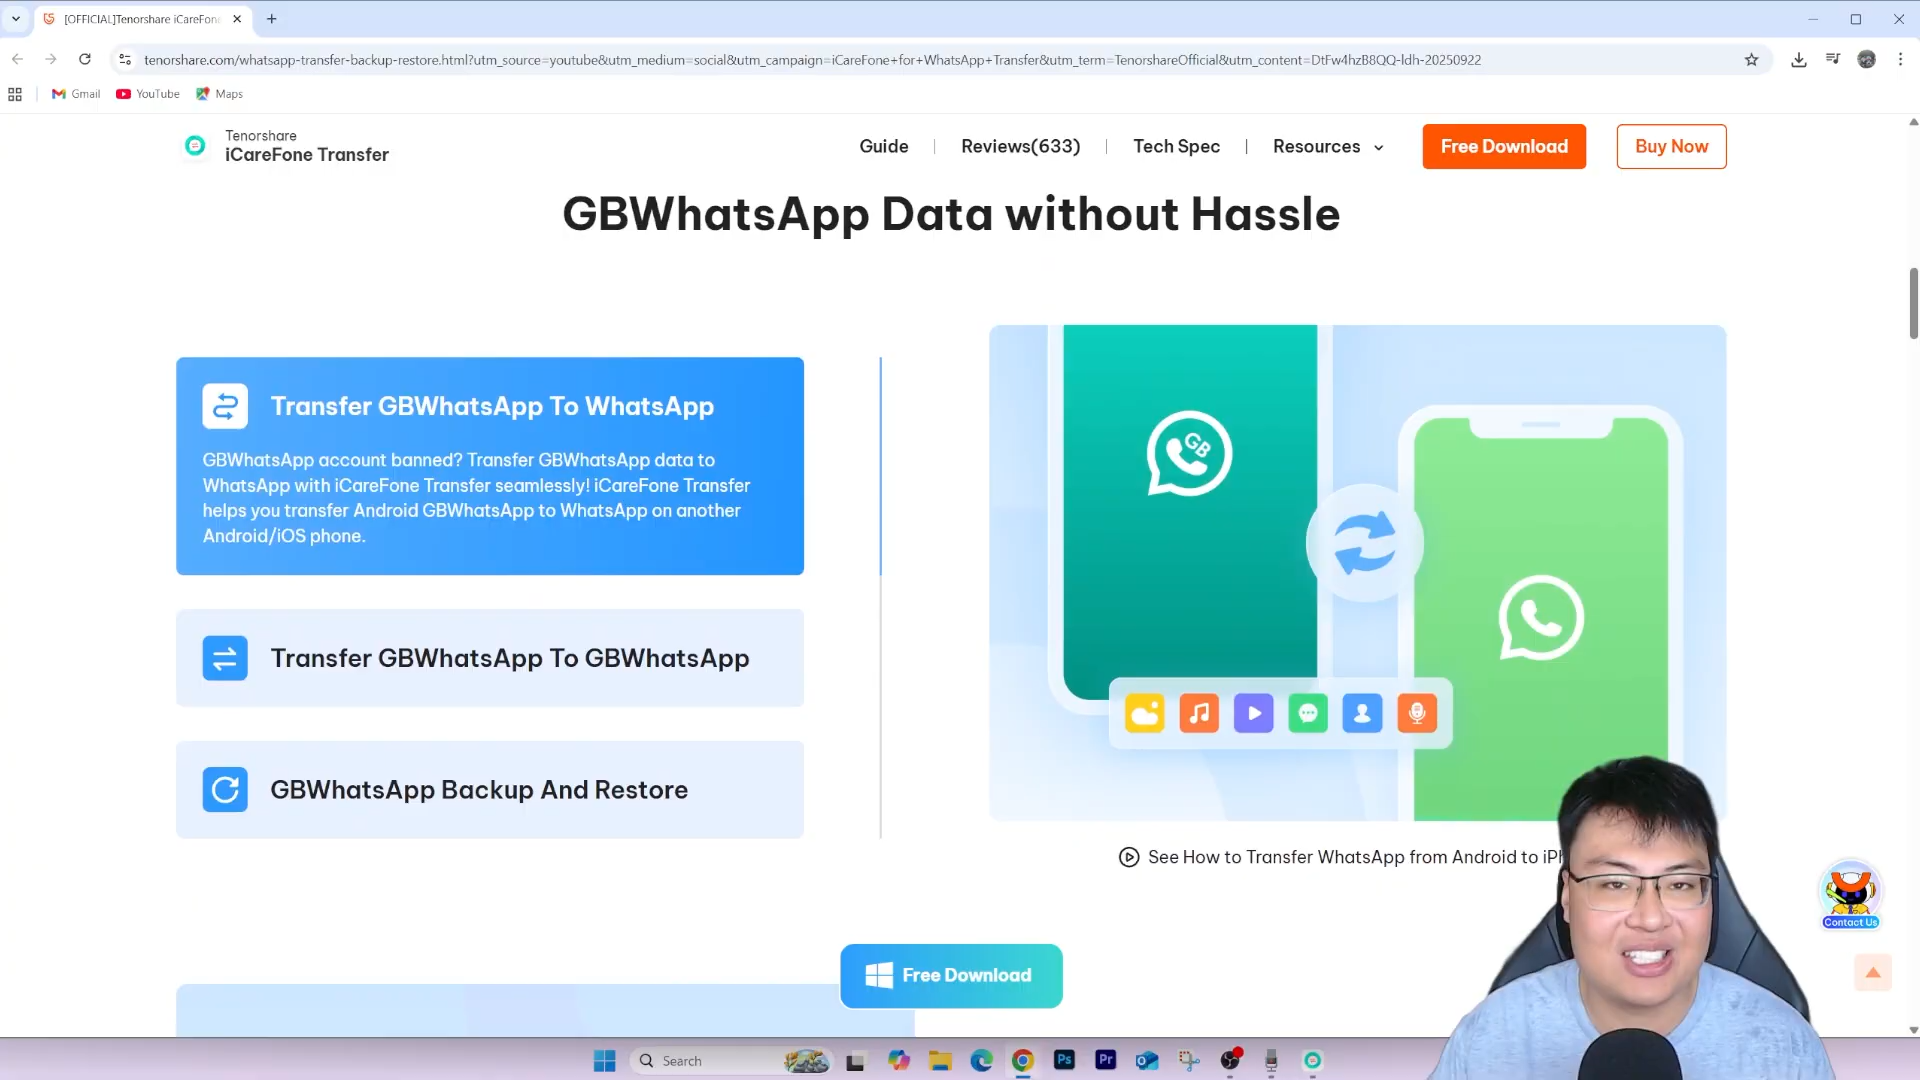 [OFFICIAL]Tenorshare iCareFon
tenorshare.com/whatsapp-transfer-backup-restore.html?utm_source=youtube&utm_medium=social&utm_campaign=iCareFone+for+WhatsApp+Transfer&utm_term=TenorshareOfficial&utm_content=DtFw4hzB8QQ-ldh-20250922
Gmail
YouTube
Maps
Tenorshare
iCareFone Transfer
Guide
Reviews(633)
Tech Spec
Resources
Free Download
Buy Now
GBWhatsApp Data without Hassle
Transfer GBWhatsApp To WhatsApp
GBWhatsApp account banned? Transfer GBWhatsApp data to
WhatsApp with iCareFone Transfer seamlessly! iCareFone Transfer
helps you transfer Android GBWhatsApp to WhatsApp on another
Android/iOS phone.
Transfer GBWhatsApp To GBWhatsApp
GBWhatsApp Backup And Restore
GB
See How to Transfer WhatsApp from Android to iPh
Contact Us
Free Download
Search
Ps
Pr